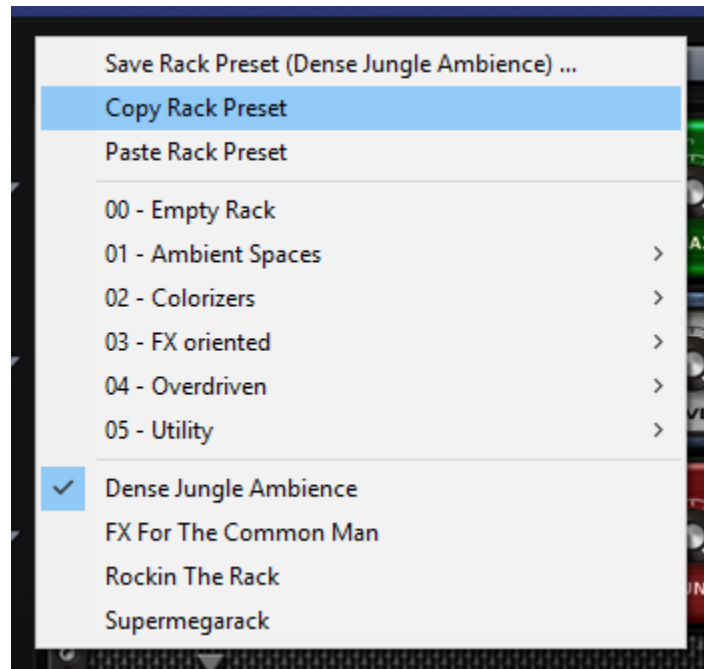 Save Rack Preset (Dense Jungle Ambience) ...
Copy Rack Preset
Paste Rack Preset
00 - Empty Rack
01 - Ambient Spaces
02 - Colorizers
03 - FX oriented
04 - Overdriven
05 - Utility
Dense Jungle Ambience
FX For The Common Man
Rockin The Rack
Supermegarack